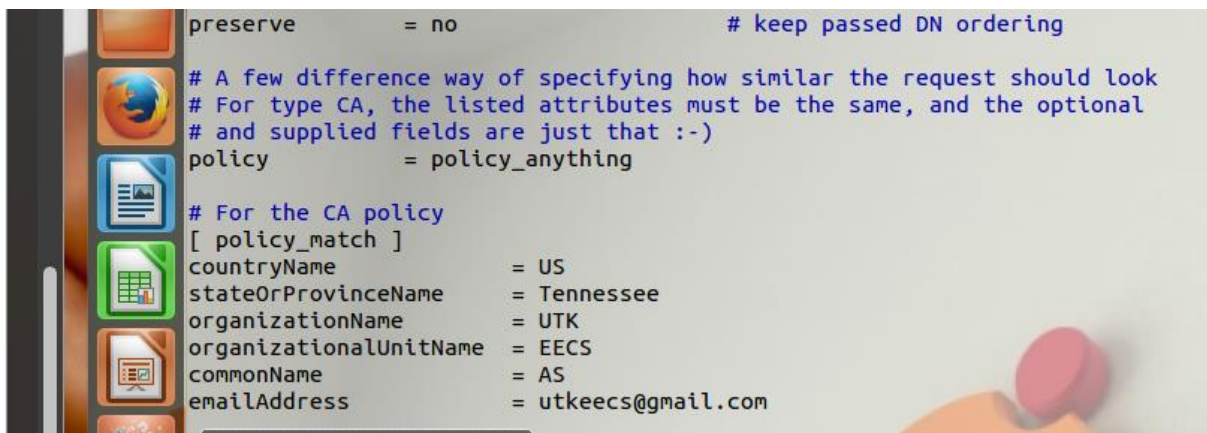 preserve = no # keep passed DN ordering
# A few difference way of specifying how similar the request should look
# For type CA, the listed attributes must be the same, and the optional
# and supplied fields are just that :-)
policy = policy_anything
# For the CA policy
[ policy_match ]
countryName = US
stateOrProvinceName = Tennessee
organizationName = UTK
organizationalUnitName = EECS
commonName = AS
emailAddress = utkeecs@gmail.com